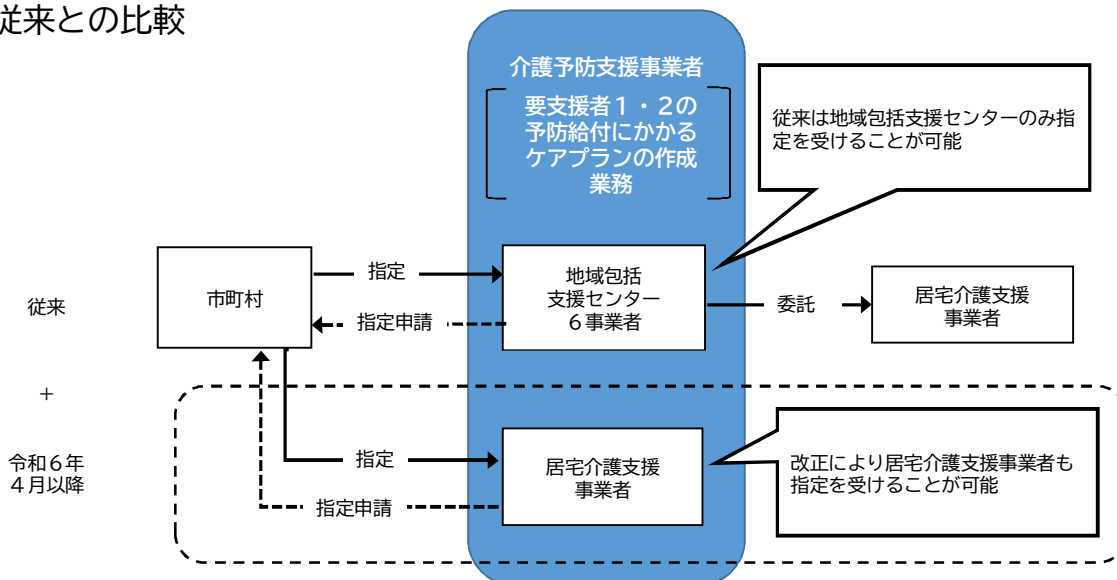 従来との比較
介護予防支援事業者
要支援者1・2の
予防給付にかかる
ケアプランの作成
業務
従来は地域包括支援センターのみ指
定を受けることが可能
従来
市町村
指定
指定申請
地域包括
支援センター
6事業者
委託
居宅介護支援
事業者
+
令和6年
4月以降
指定
指定申請
居宅介護支援
事業者
改正により居宅介護支援事業者も
指定を受けることが可能